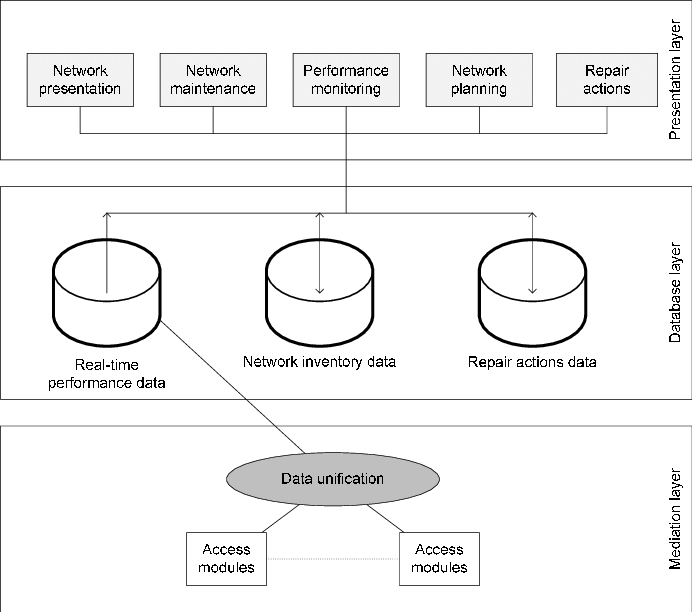 Network
presentation
Network
maintenance
Performance
monitoring
Network
planning
Repair
actions
Presentation layer
Real-time
performance data
Network inventory data
Repair actions data
Database layer
Data unification
Access
modules
Access
modules
Mediation layer